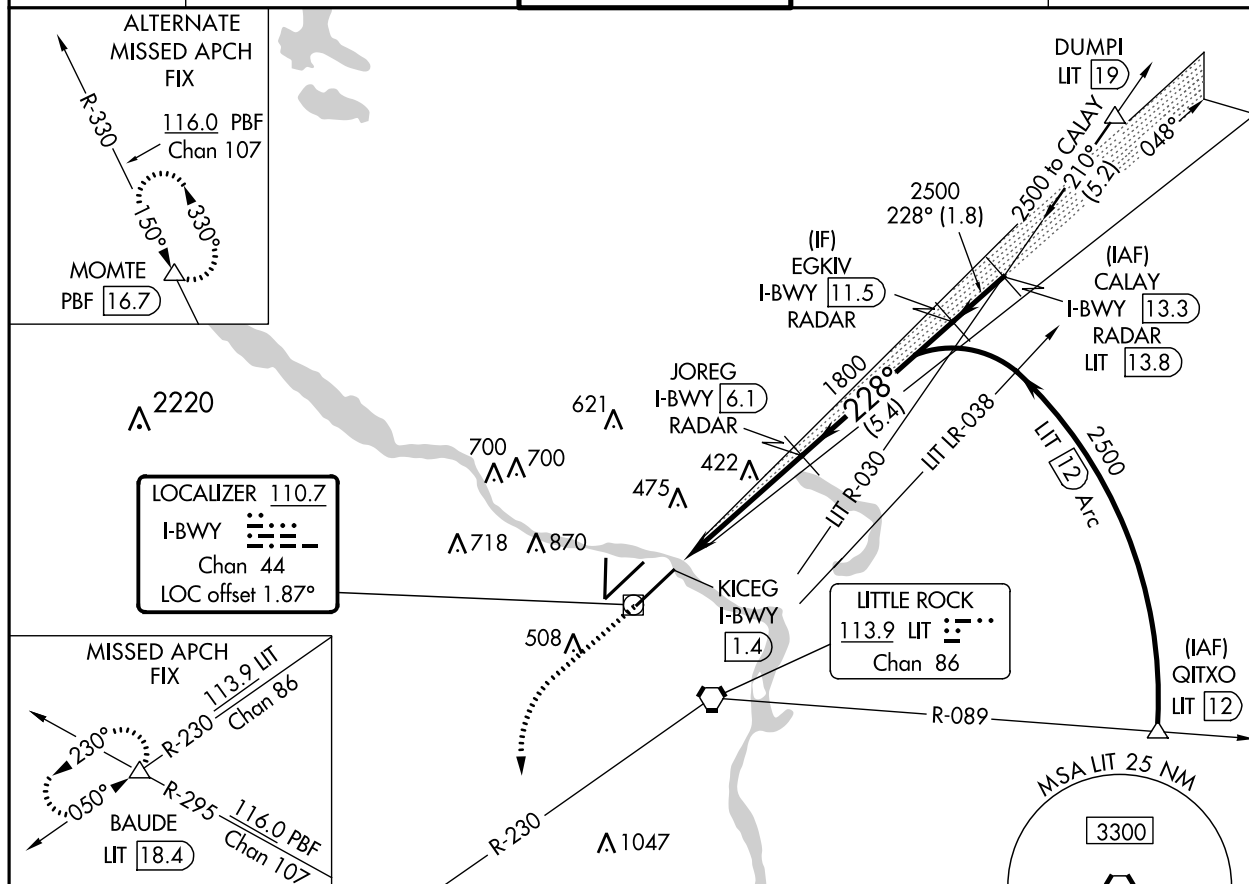 ALTERNATE
MISSED APCH
FIX
R-330
116.0 PBF
Chan 107
150°
330°
MOMTE
PBF 16.7
DUMPI
LIT 19
2500 to CALAY
210°
(5.2)
048°
2500
228° (1.8)
(IF)
EGKIV
I-BWY 11.5
RADAR
(IAF)
CALAY
I-BWY 13.3
RADAR
LIT 13.8
JOREG
I-BWY 6.1
RADAR
1800
228°
(5.4)
LIT R-030
LIT LR-038
2500
LIT 12 Arc
2220
621
700
700
422
475
718
870
LOCALIZER 110.7
I-BWY
Chan 44
LOC offset 1.87°
KICEG
I-BWY
1.4
LITTLE ROCK
113.9 LIT
Chan 86
508
(IAF)
QITXO
LIT 12
R-089
MISSED APCH
FIX
113.9 LIT
R-230
Chan 86
230°
050°
R-295
116.0 PBF
Chan 107
BAUDE
LIT 18.4
R-230
1047
MSA LIT 25 NM
3300